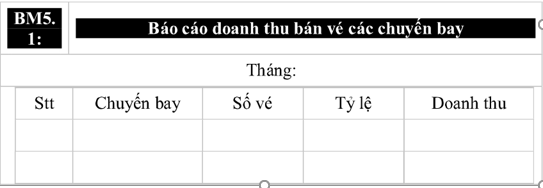 BM5.
1:
Báo cáo doanh thu bán vé các chuyến bay
Tháng:
Stt Chuyến bay Số vé Tỷ lệ Doanh thu